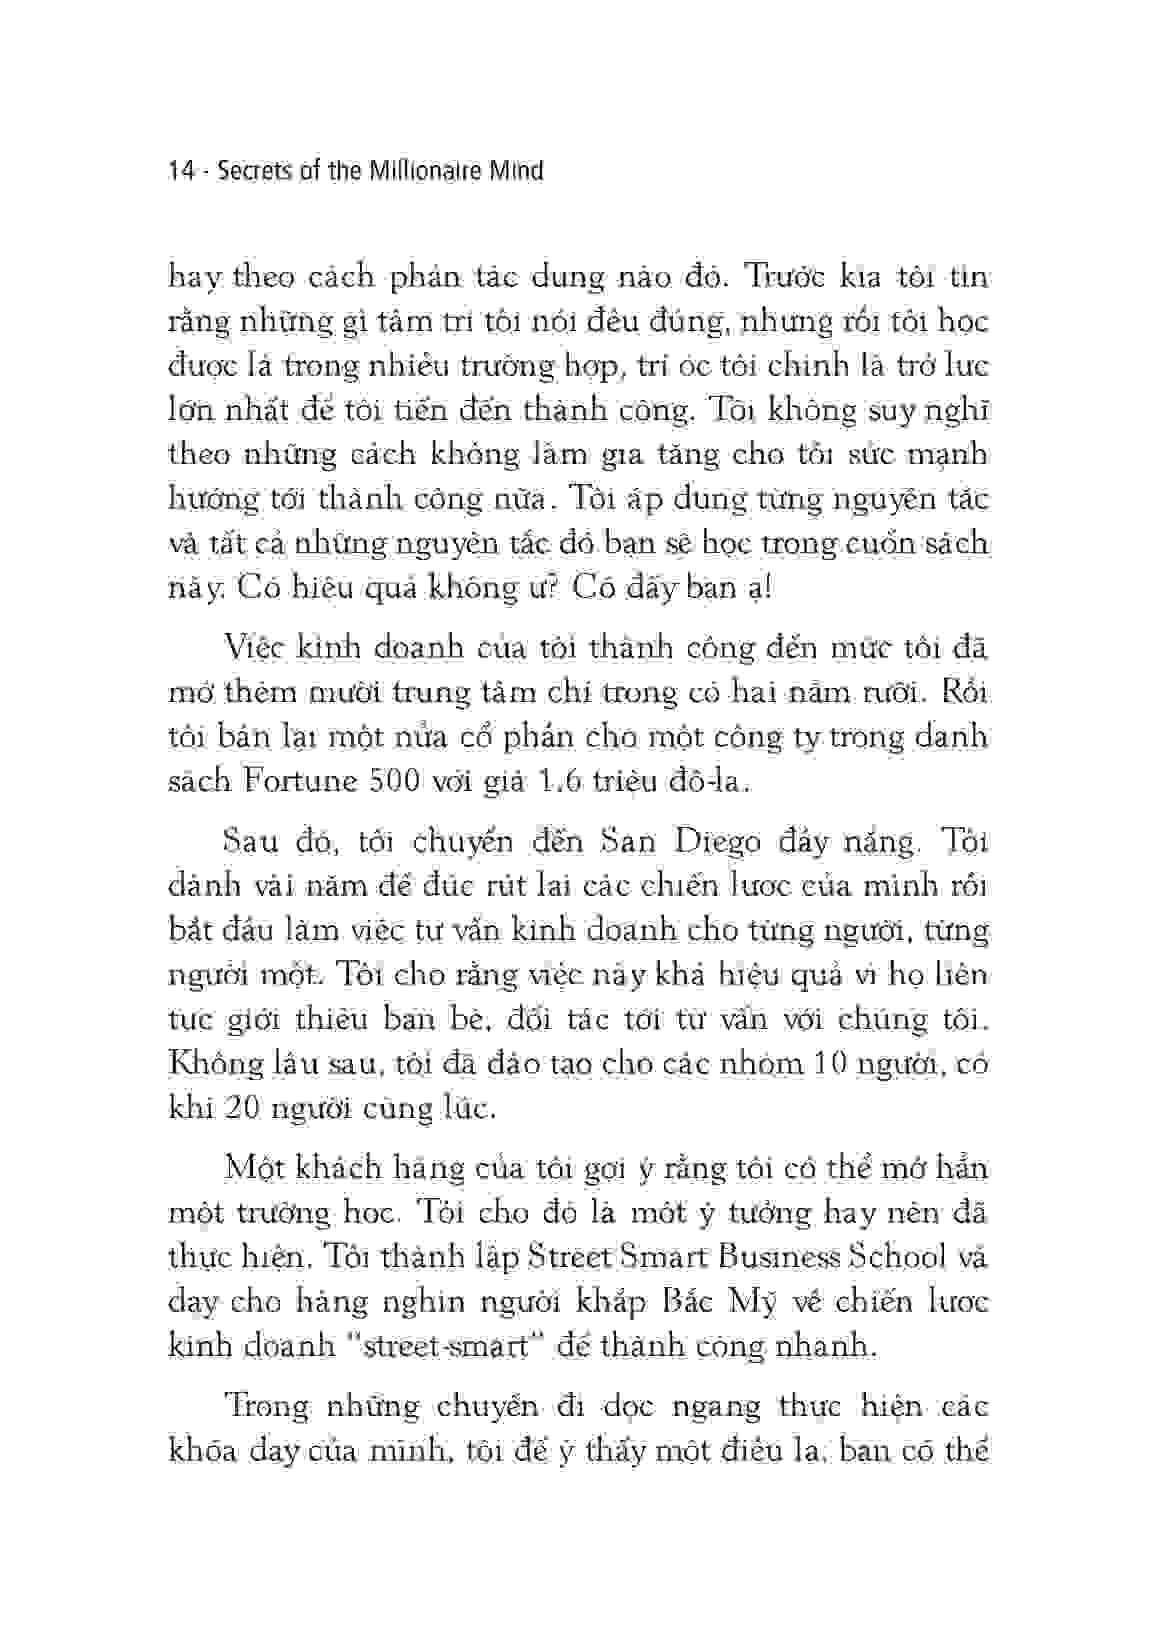 14 - Secrets of the Millionaire Mind
hay theo cách phản tác dụng nào đó. Trước kia tôi tin
rằng những gì tâm trí tôi nói đều đúng, nhưng rồi tôi học
được là trong nhiều trường hợp, trí óc tôi chính là trở lực
lớn nhất để tôi tiến đến thành công. Tôi không suy nghĩ
theo những cách không làm gia tăng cho tôi sức mạnh
hướng tới thành công nữa. Tôi áp dụng từng nguyên tắc
và tất cả những nguyên tắc đó bạn sẽ học trong cuốn sách
này. Có hiệu quả không ư? Có đấy bạn ạ!
Việc kinh doanh của tôi thành công đến mức tôi đã
mở thêm mười trung tâm chỉ trong có hai năm rưỡi. Rồi
tôi bán lại một nửa cổ phần cho một công ty trong danh
sách Fortune 500 với giá 1,6 triệu đô-la.
Sau đó, tôi chuyển đến San Diego đầy nắng. Tôi
dành vài năm để đúc rút lại các chiến lược của mình rồi
bắt đầu làm việc tư vấn kinh doanh cho từng người, từng
người một. Tôi cho rằng việc này khá hiệu quả vì họ liên
tục giới thiệu bạn bè, đối tác tới tư vấn với chúng tôi.
Không lâu sau, tôi đã đào tạo cho các nhóm 10 người, có
khi 20 người cùng lúc.
Một khách hàng của tôi gợi ý rằng tôi có thể mở hẳn
một trường học. Tôi cho đó là một ý tưởng hay nên đã
thực hiện. Tôi thành lập Street Smart Business School và
dạy cho hàng nghìn người khắp Bắc Mỹ về chiến lược
kinh doanh "street-smart" để thành công nhanh.
Trong những chuyến đi dọc ngang thực hiện các
khóa dạy của mình, tôi để ý thấy một điều lạ, bạn có thể